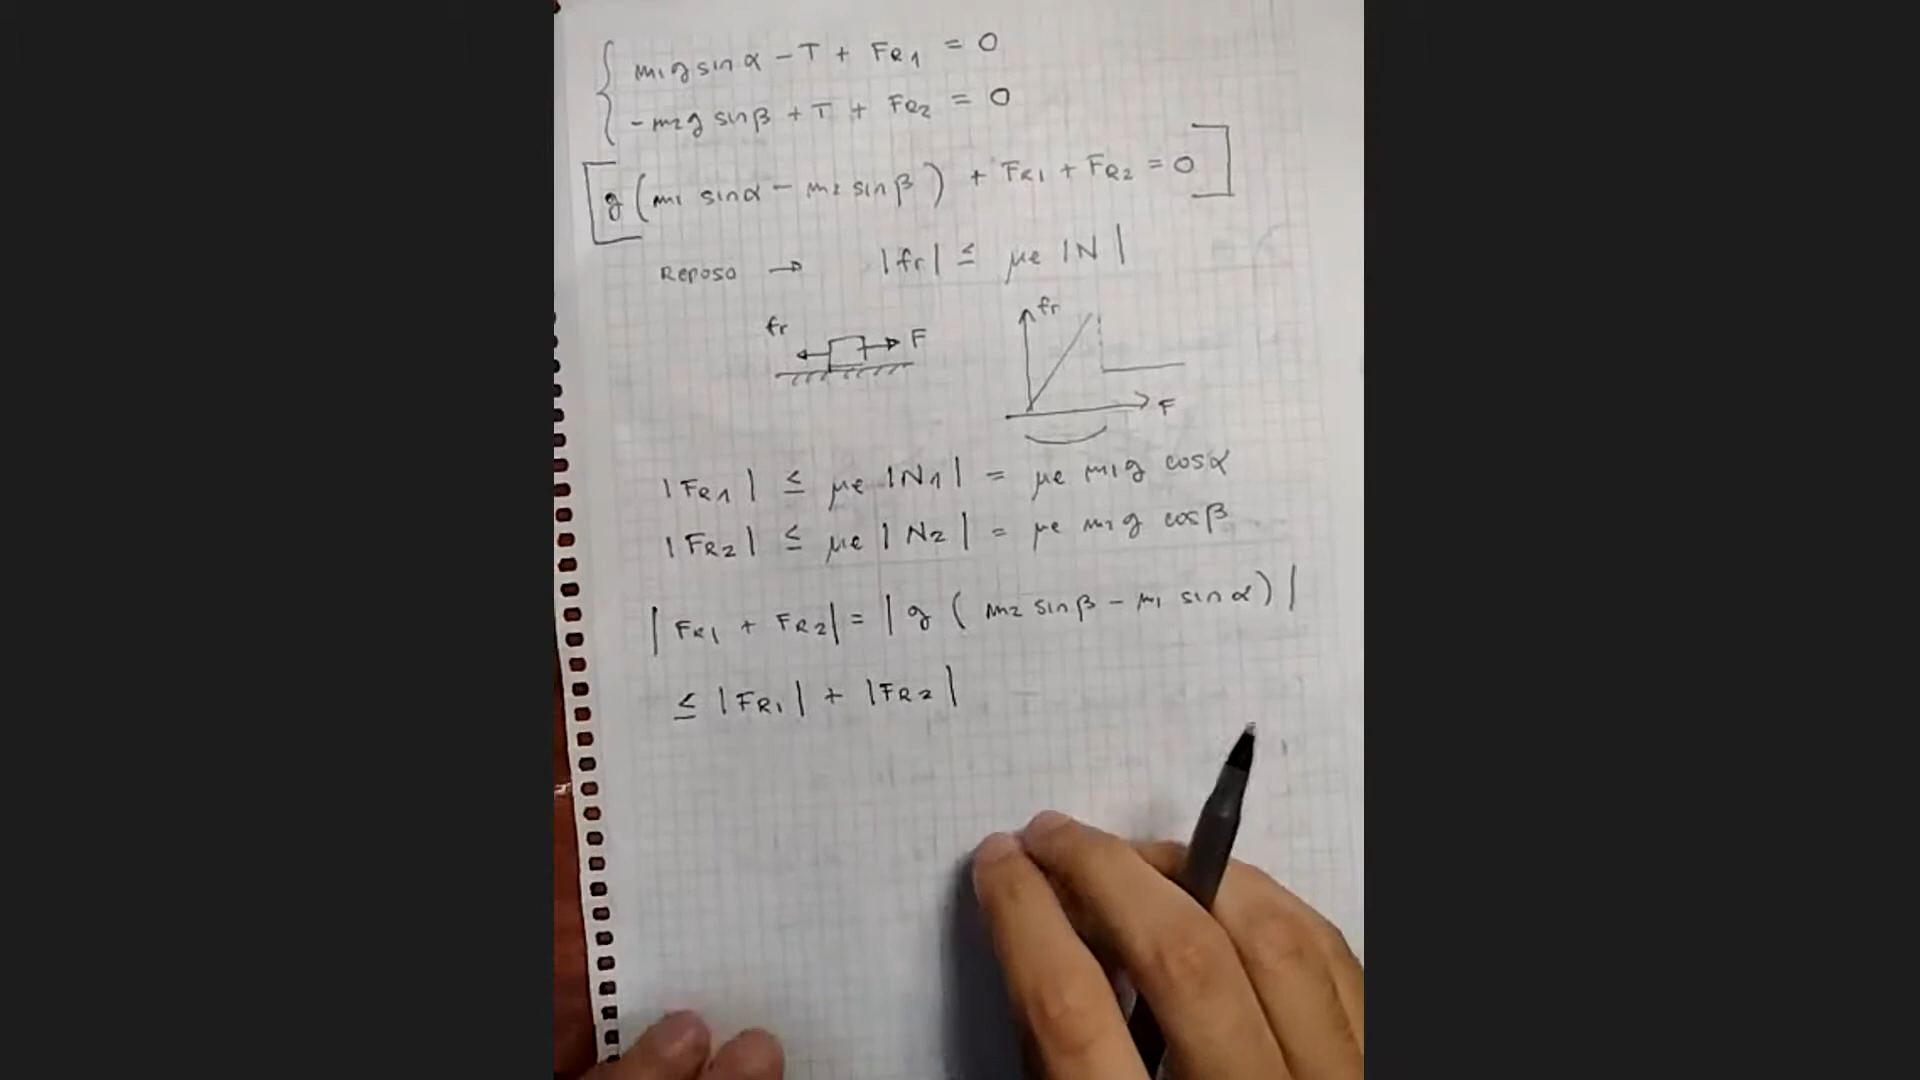 m1 g sin α - T + FR1 = 0
- m2 g sin β + T + FR2 = 0
g (m1 sin α - m2 sin β) + FR1 + FR2 = 0
Reposo → |fr| ≤ μe |N|
fr F
fr
F
|FR1| ≤ μe |N1| = μe m1 g cos α
|FR2| ≤ μe |N2| = μe m2 g cos β
|FR1 + FR2| = |g (m2 sin β - m1 sin α)|
≤ |FR1| + |FR2|